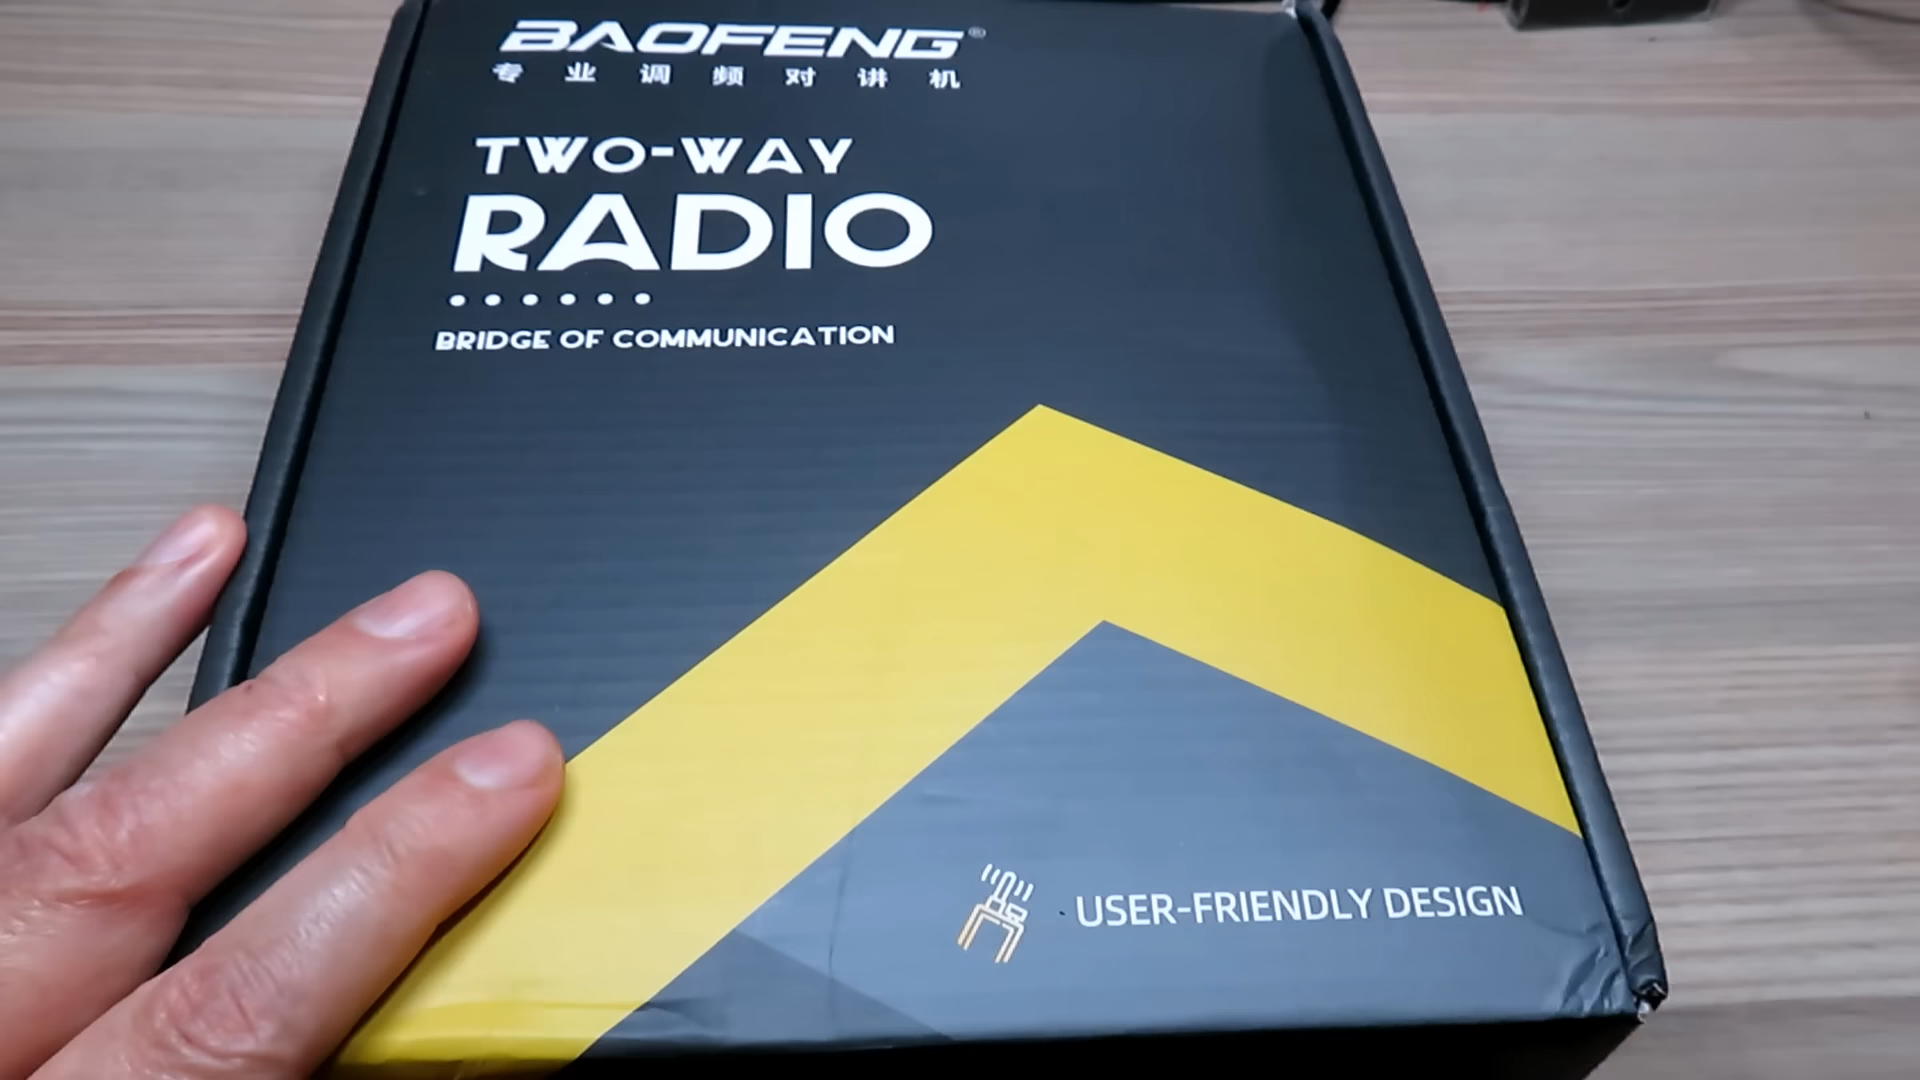 BAOFENG®
专业调频对讲机
TWO-WAY
RADIO
BRIDGE OF COMMUNICATION
USER-FRIENDLY DESIGN